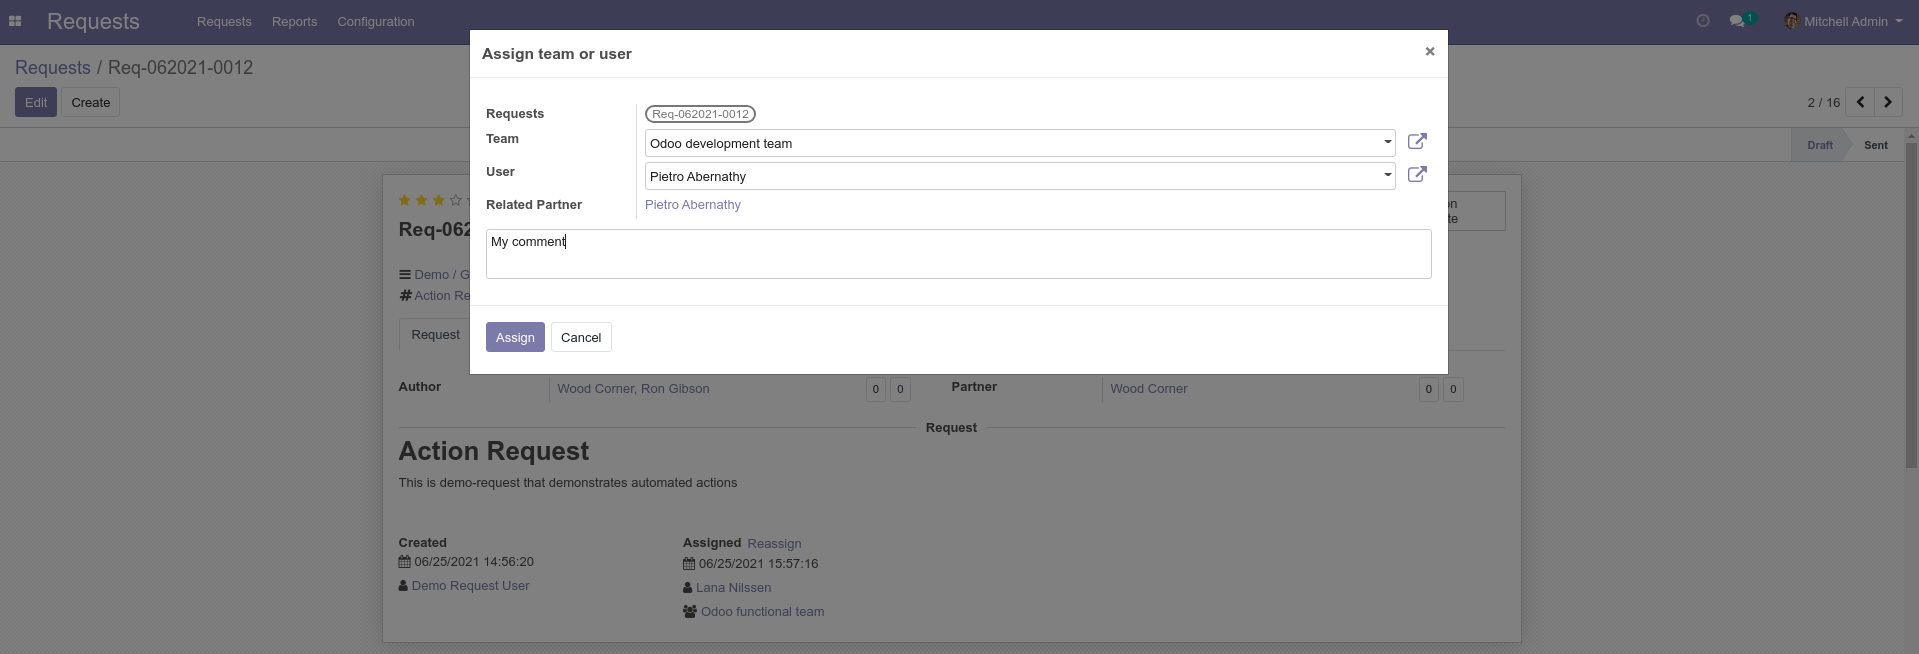 Requests Requests Reports Configuration 1 Mitchell Admin
Assign team or user ×
Requests / Req-062021-0012
Edit Create 2 / 16
Requests Req-062021-0012
Team Odoo development team
Draft Sent
User Pietro Abernathy
Related Partner Pietro Abernathy
My comment
Req-062
Demo / G
Action Re
Request
Assign Cancel
Author Wood Corner, Ron Gibson 0 0 Partner Wood Corner 0 0
Request
Action Request
This is demo-request that demonstrates automated actions
Created Assigned Reassign
06/25/2021 14:56:20 06/25/2021 15:57:16
Demo Request User Lana Nilssen
Odoo functional team